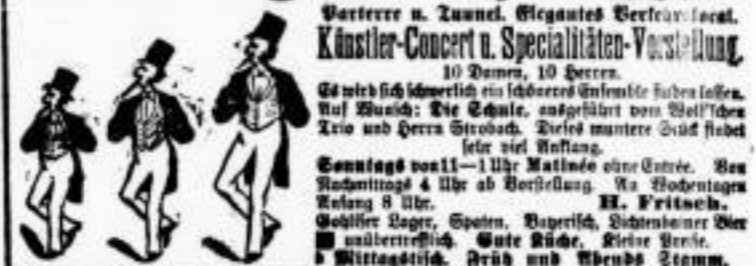 Parterre u. Tunnel. Elegantes Verkehrslocal.
Künstler-Concert u. Specialitäten-Vorstellung.
10 Damen, 10 Herren.
Es wird sich schwerlich ein schöneres Ensemble finden lassen.
Auf Wunsch: Die Schule, ausgeführt vom Wolf'schen
Trio und Herrn Strobach. Dieses muntere Stück findet
sehr viel Anklang.
Sonntags von 11—1 Uhr Matinée ohne Entrée. Von
Nachmittags 4 Uhr ab Vorstellung. An Wochentagen
Anfang 8 Uhr. H. Fritsch.
Gohliser Lager, Spaten, Bayerisch, Lichtenhainer Bier
unübertrefflich. Gute Küche, Kleine Preise.
Mittagstisch. Früh und Abends Stamm.